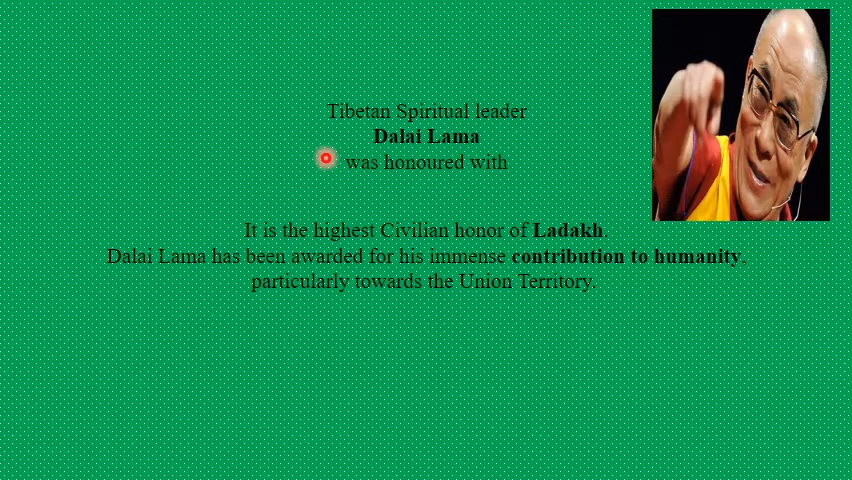 Tibetan Spiritual leader
Dalai Lama
was honoured with
It is the highest Civilian honor of Ladakh.
Dalai Lama has been awarded for his immense contribution to humanity,
particularly towards the Union Territory.